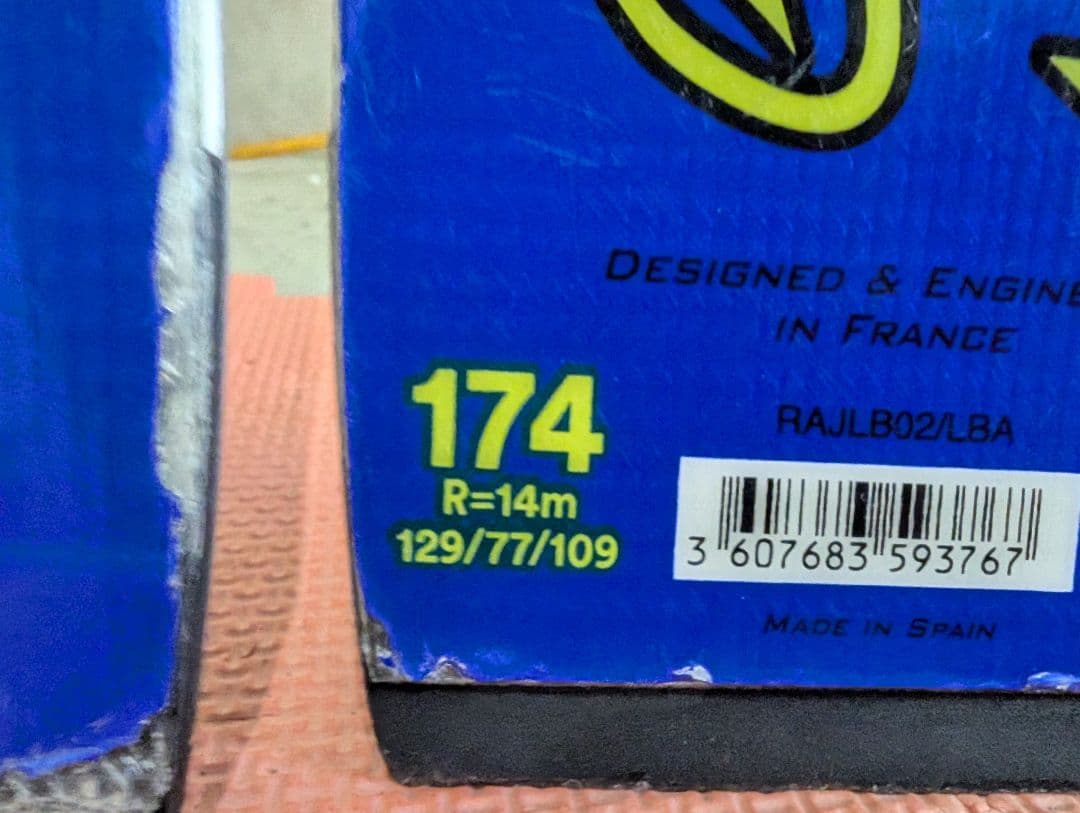 DESIGNED & ENGINE
IN FRANCE
174
R=14m
129/77/109
RAJLB02/LBA
3 607683 593767
MADE IN SPAIN